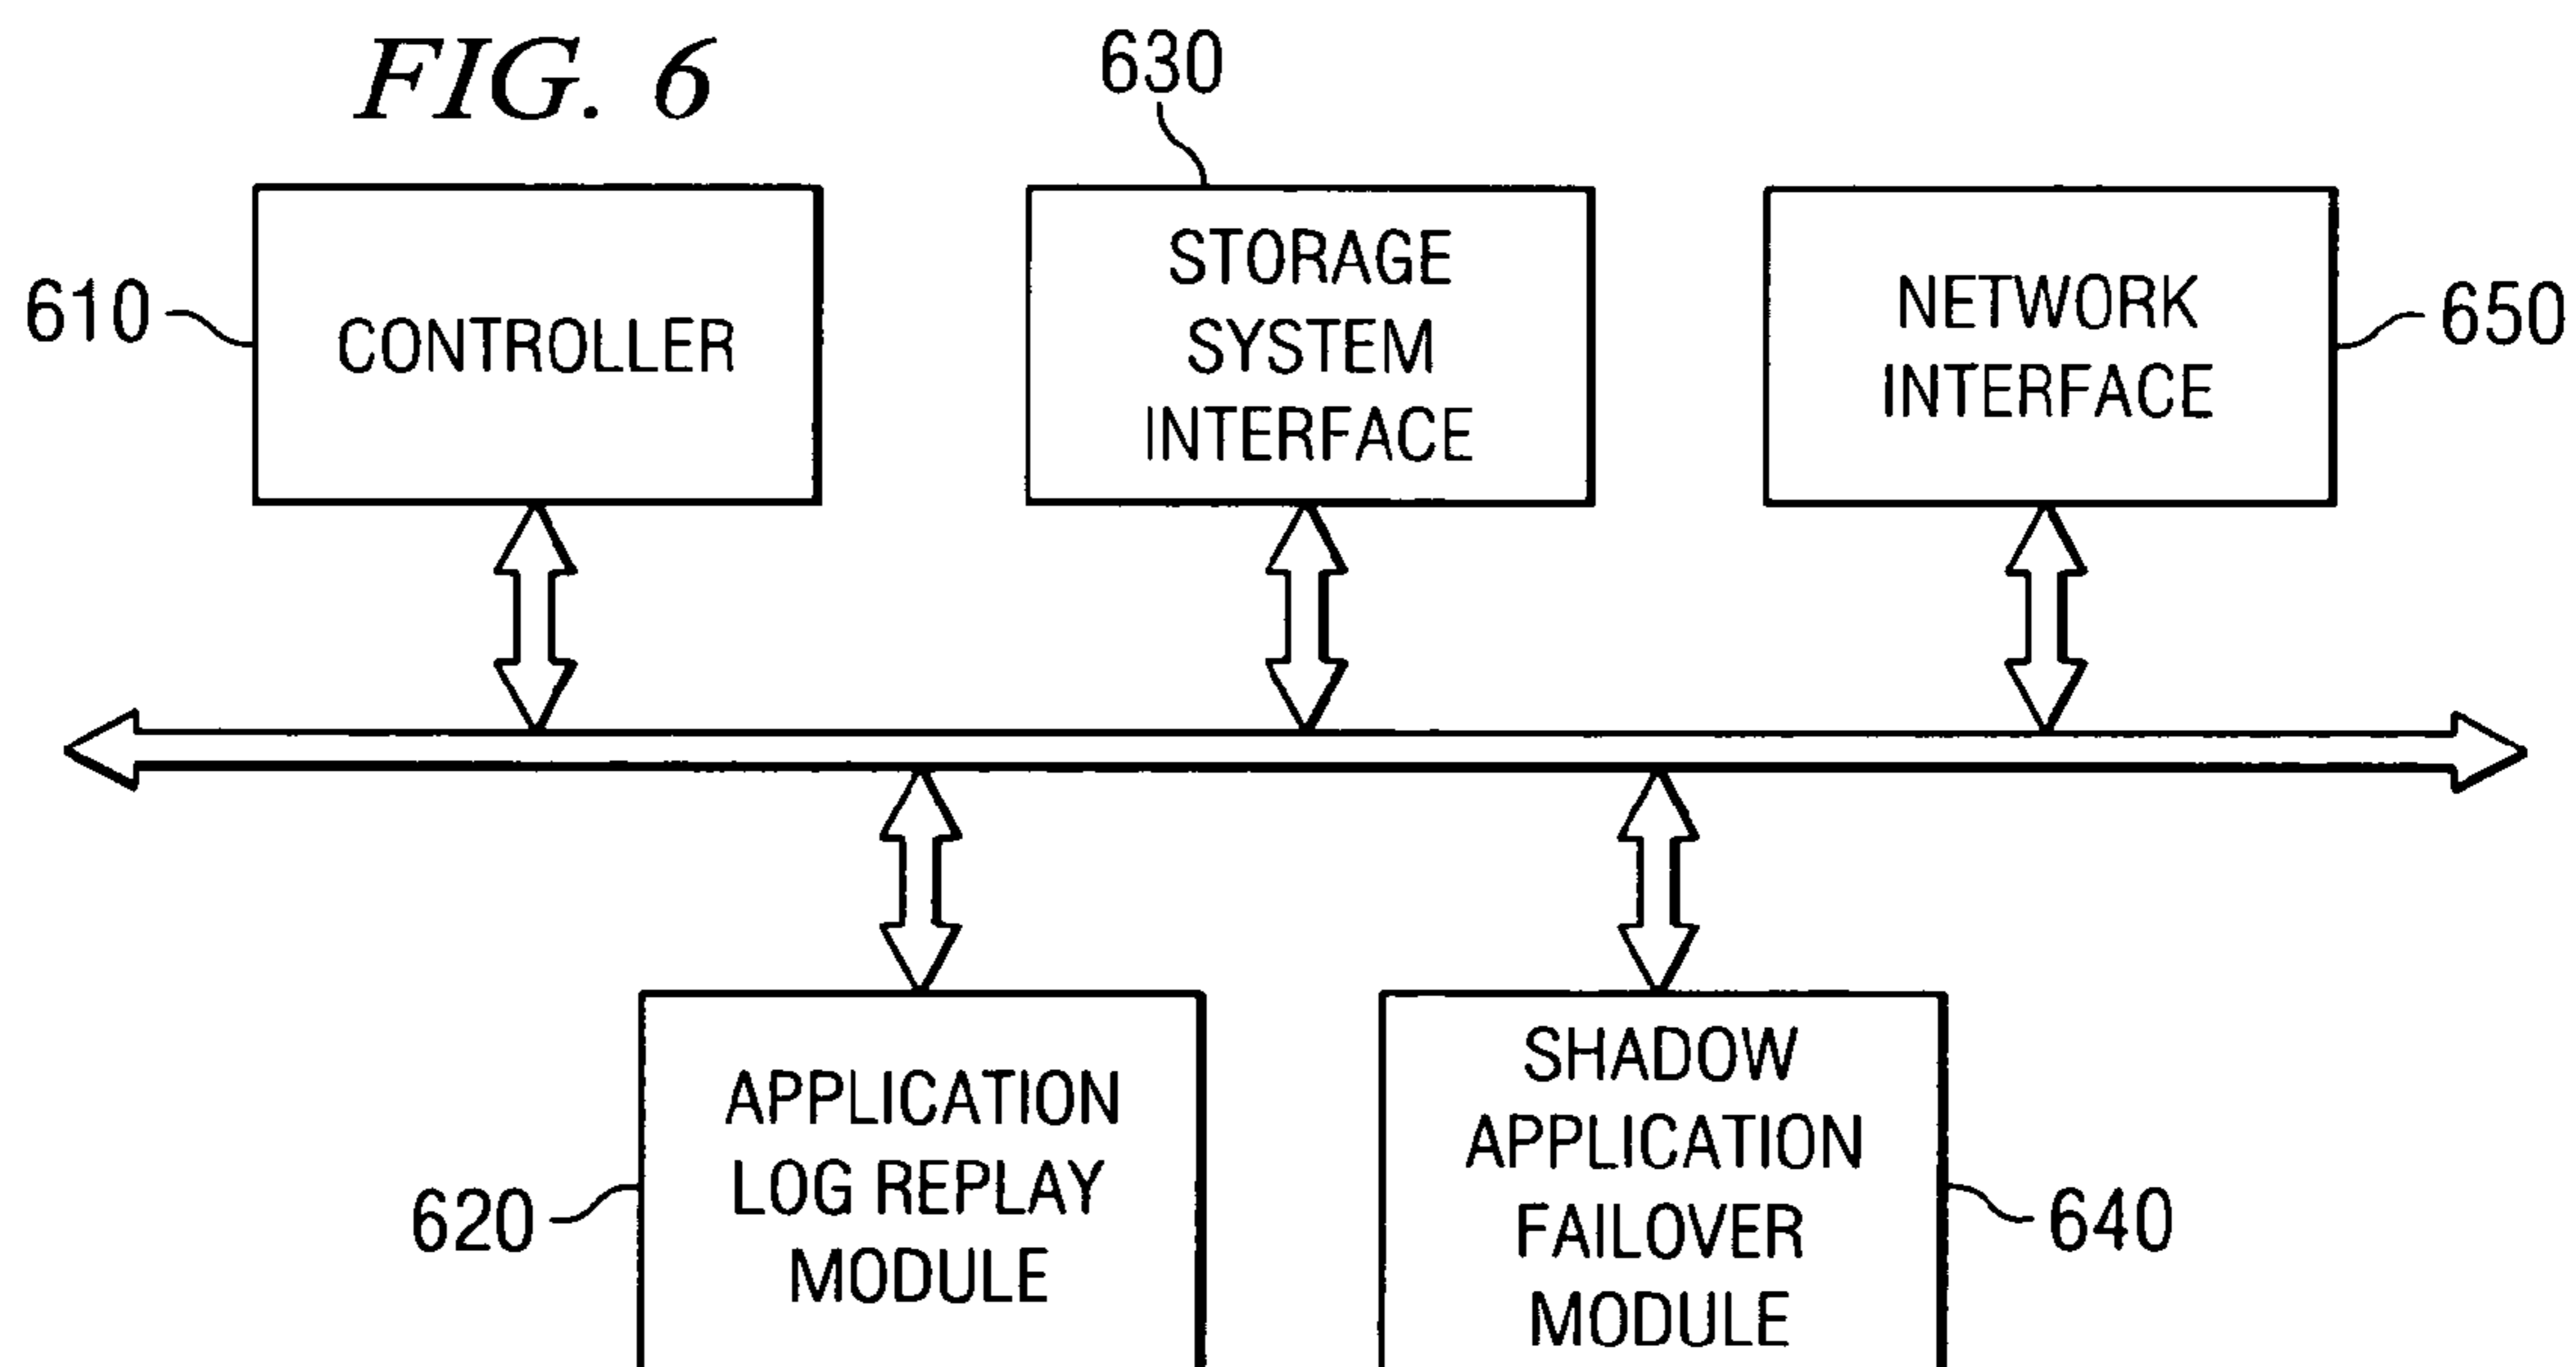 FIG. 6
630
610
CONTROLLER
STORAGE
SYSTEM
INTERFACE
NETWORK
INTERFACE
650
620
APPLICATION
LOG REPLAY
MODULE
SHADOW
APPLICATION
FAILOVER
MODULE
640